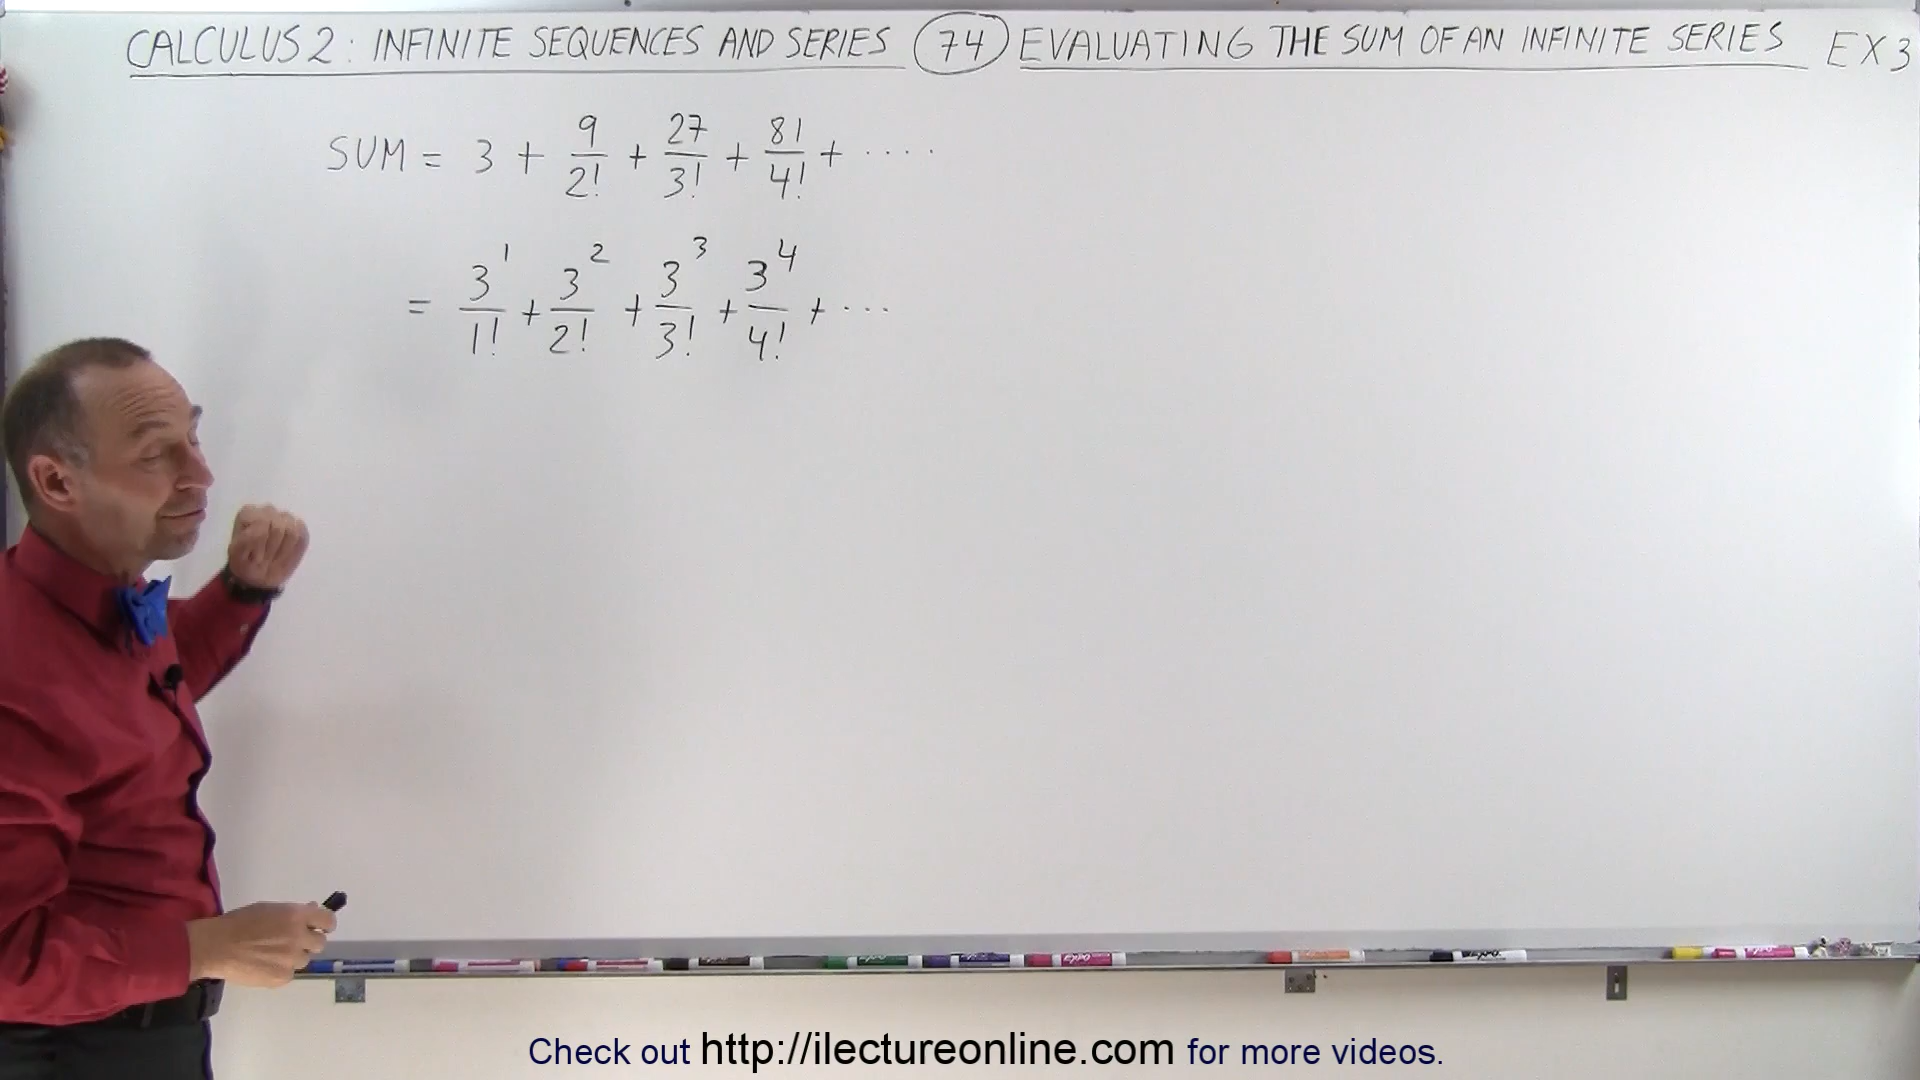 CALCULUS 2: INFINITE SEQUENCES AND SERIES (74) EVALUATING THE SUM OF AN INFINITE SERIES EX 3
SUM = 3 + 9/2! + 27/3! + 81/4! + ....
= 3^1/1! + 3^2/2! + 3^3/3! + 3^4/4! + ...
Check out http://ilectureonline.com for more videos.